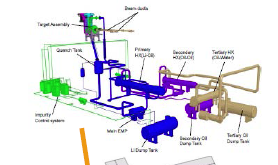 Beam ducts
Target Assembly
Quench Tank
Primary
HX(Li-Oil)
Secondary
HX(Oil-Oil)
Tertiary HX
(Oil-Water)
Impurity
Control system
Main EMP
Li Dump Tank
Secondary Oil
Dump Tank
Tertiary Oil
Dump Tank